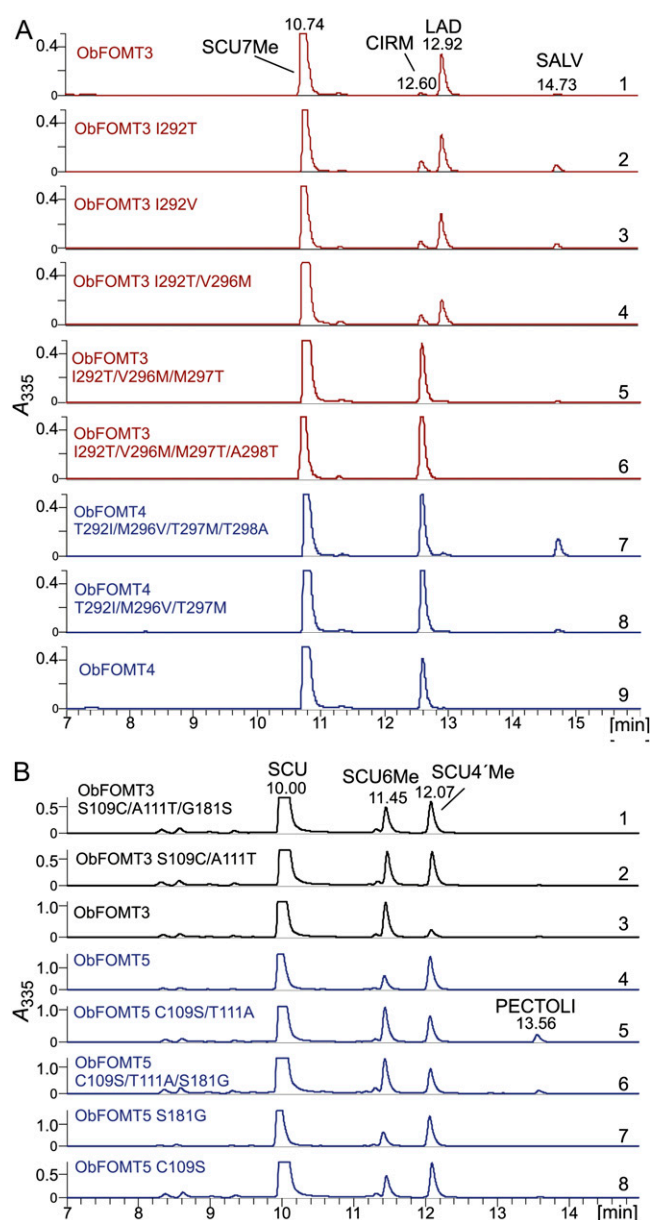 A
10.74
SCU7Me
CIRM
12.60
LAD
12.92
SALV
14.73
0.4
0
ObFOMT3
1
0.4
0
ObFOMT3 I292T
2
0.4
0
ObFOMT3 I292V
3
0.4
0
ObFOMT3 I292T/V296M
4
0.4
0
ObFOMT3
I292T/V296M/M297T
5
0.4
0
ObFOMT3
I292T/V296M/M297T/A298T
6
0.4
0
ObFOMT4
T292I/M296V/T297M/T298A
7
0.4
0
ObFOMT4
T292I/M296V/T297M
8
0.4
0
ObFOMT4
9
A335
7 8 9 10 11 12 13 14 15 [min]
B
SCU
10.00
SCU6Me
11.45
SCU4´Me
12.07
ObFOMT3
S109C/A111T/G181S
0.5
0
1
0.5
0
ObFOMT3 S109C/A111T
2
1.0
0
ObFOMT3
3
1.0
0
ObFOMT5
4
1.0
0
ObFOMT5 C109S/T111A
PECTOLI
13.56
5
1.0
0
ObFOMT5
C109S/T111A/S181G
6
1.0
0
ObFOMT5 S181G
7
0.5
0
ObFOMT5 C109S
8
A335
7 8 9 10 11 12 13 14 [min]